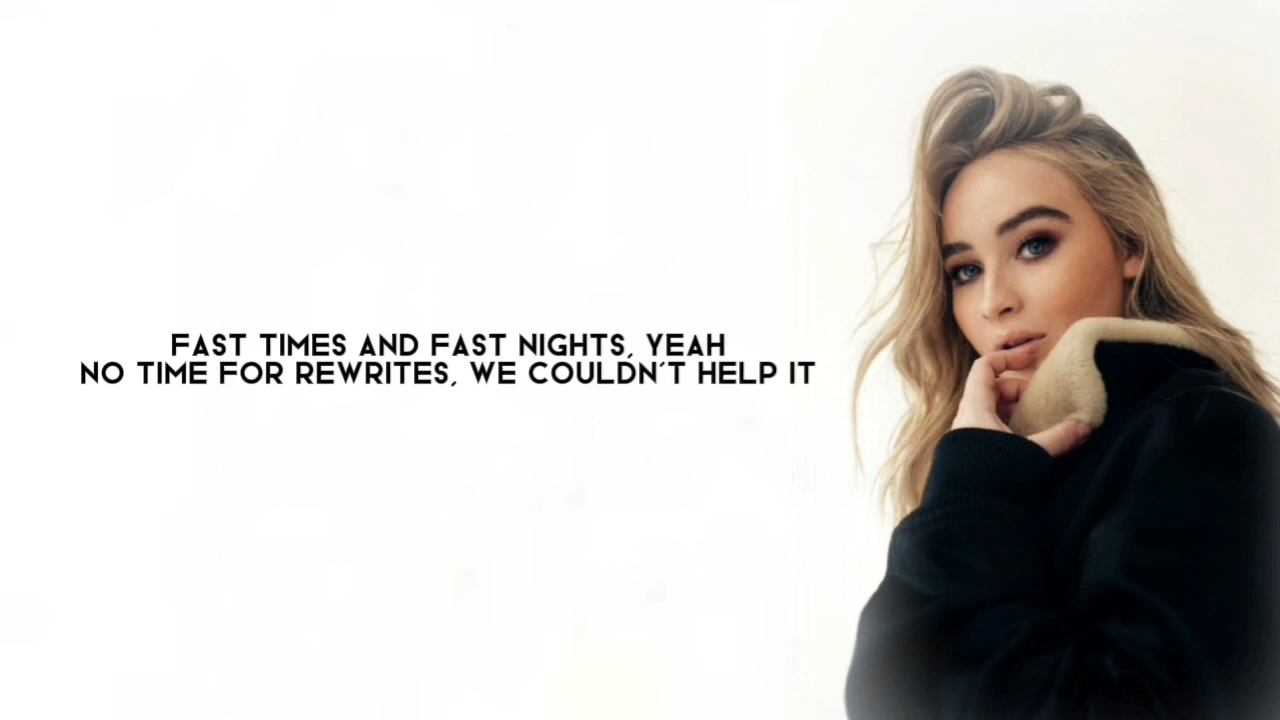 FAST TIMES AND FAST NIGHTS, YEAH
NO TIME FOR REWRITES, WE COULDN'T HELP IT